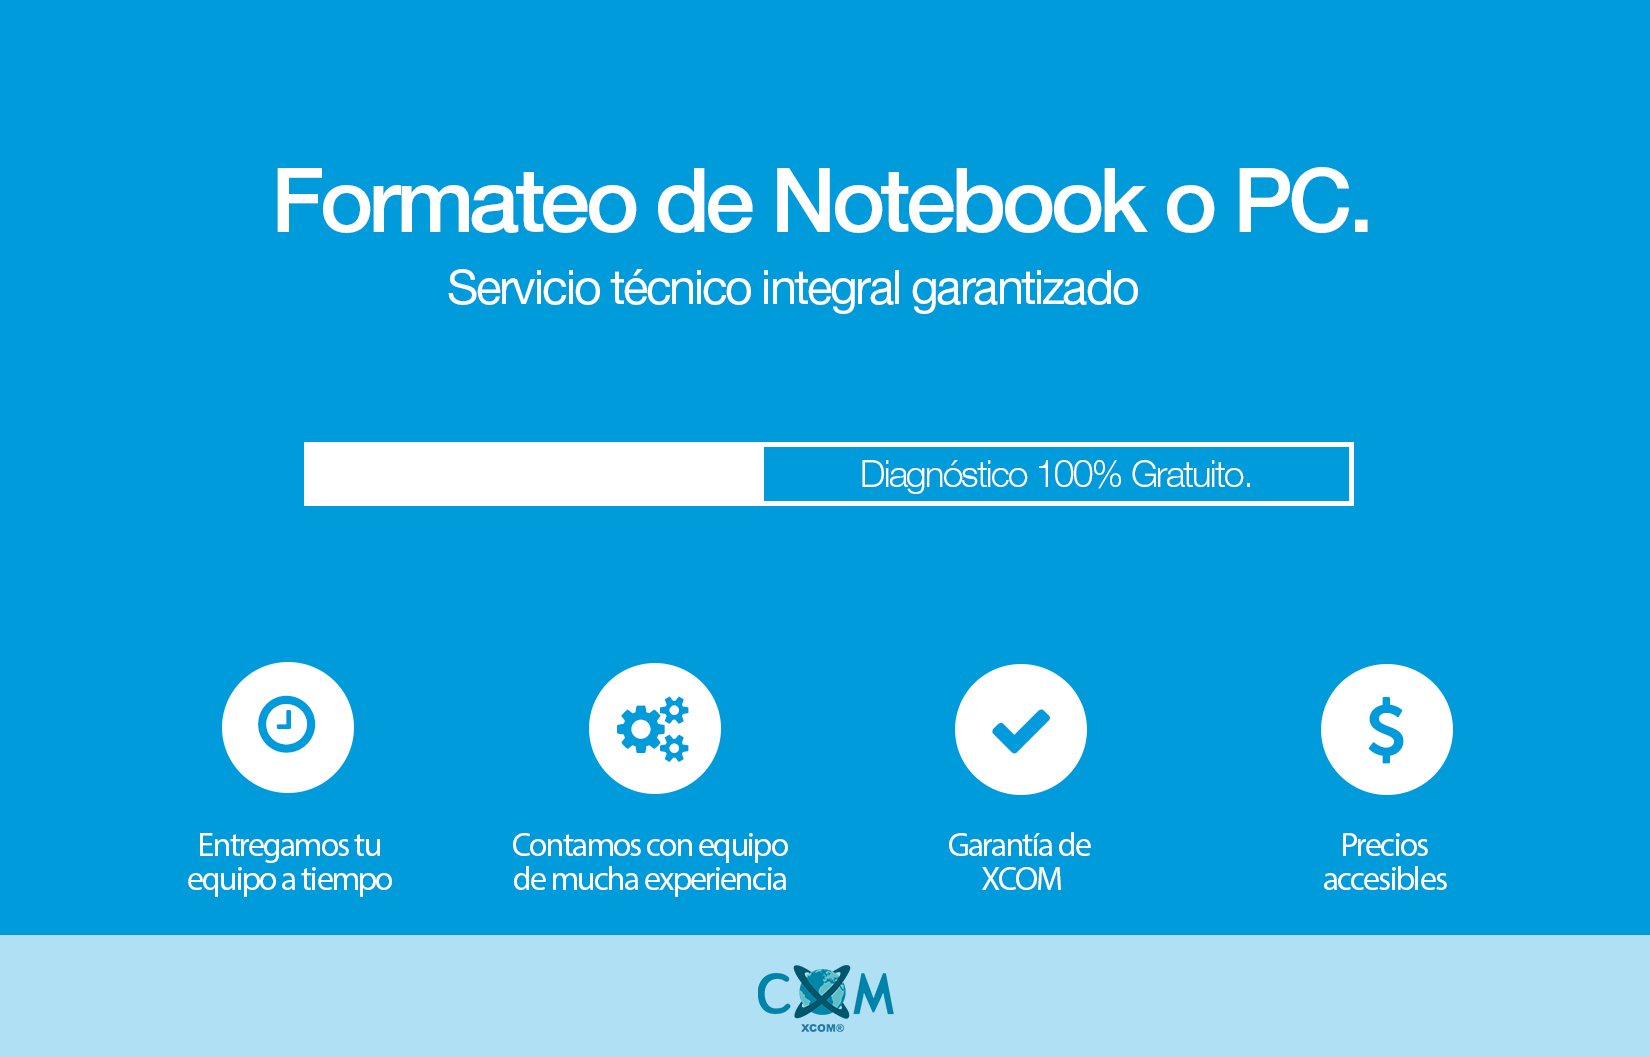 Formateo de Notebook o PC.
Servicio técnico integral garantizado
Diagnóstico 100% Gratuito.
Entregamos tu
equipo a tiempo
Contamos con equipo
de mucha experiencia
Garantía de
XCOM
Precios
accesibles
CXM
XCOM®